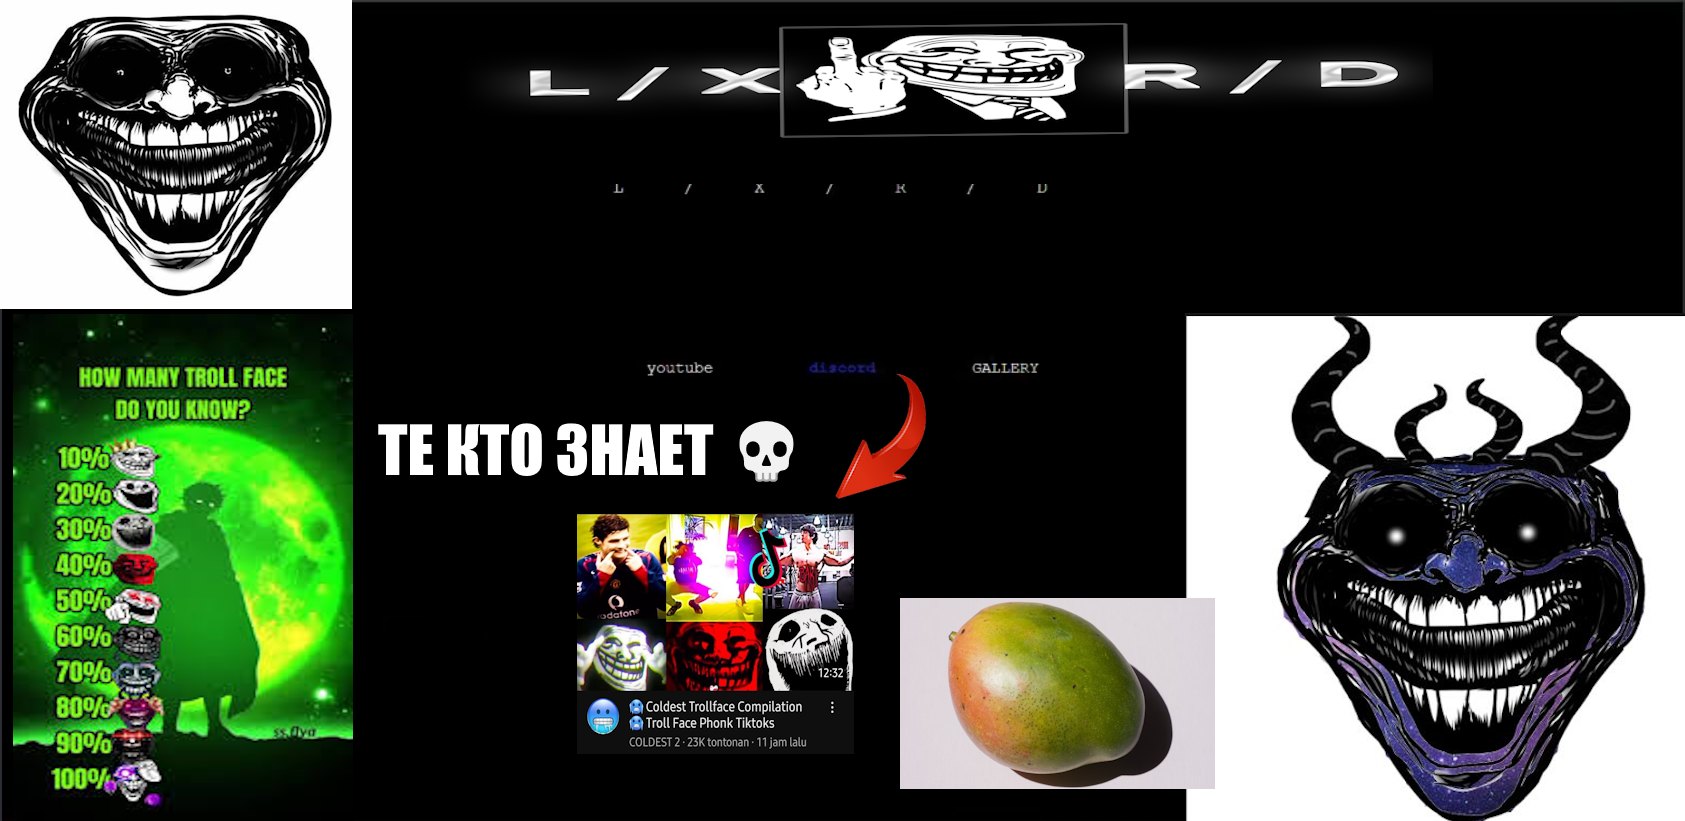 L / X R / D
L / X / R / D
youtube discord GALLERY
HOW MANY TROLL FACE
DO YOU KNOW?
10%
20%
30%
40%
50%
60%
70%
80%
90%
100%
ТЕ КТО ЗНАЕТ 💀
vodafone
12:32
🥶Coldest Trollface Compilation
🥶Troll Face Phonk Tiktoks
COLDEST 2 · 23K tontonan · 11 jam lalu